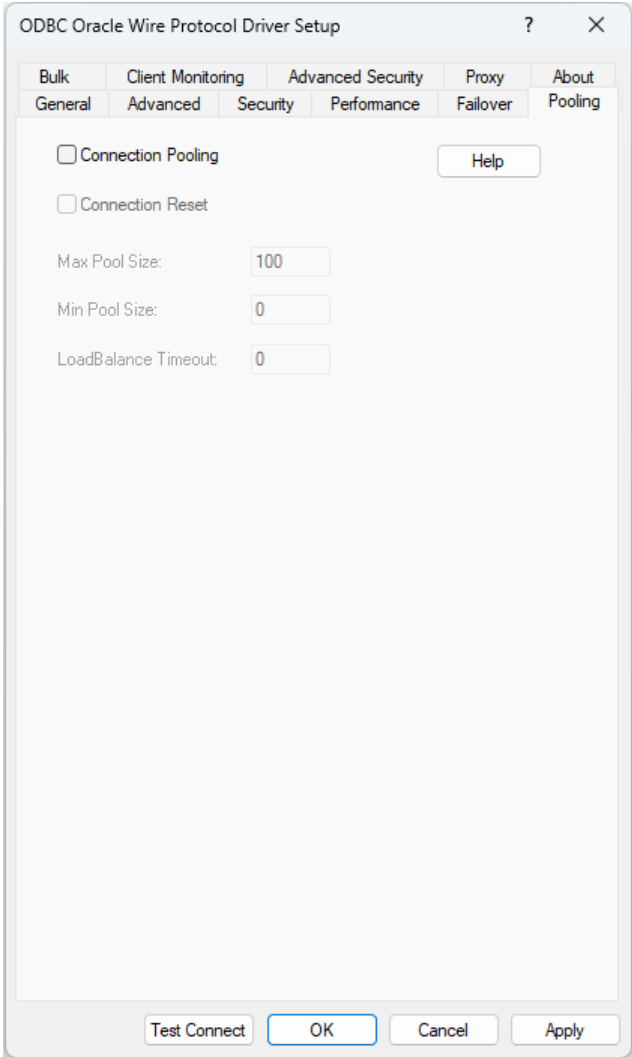 ODBC Oracle Wire Protocol Driver Setup ? ×
Bulk Client Monitoring Advanced Security Proxy About
General Advanced Security Performance Failover Pooling
Connection Pooling Help
Connection Reset
Max Pool Size: 100
Min Pool Size: 0
LoadBalance Timeout: 0
Test Connect OK Cancel Apply